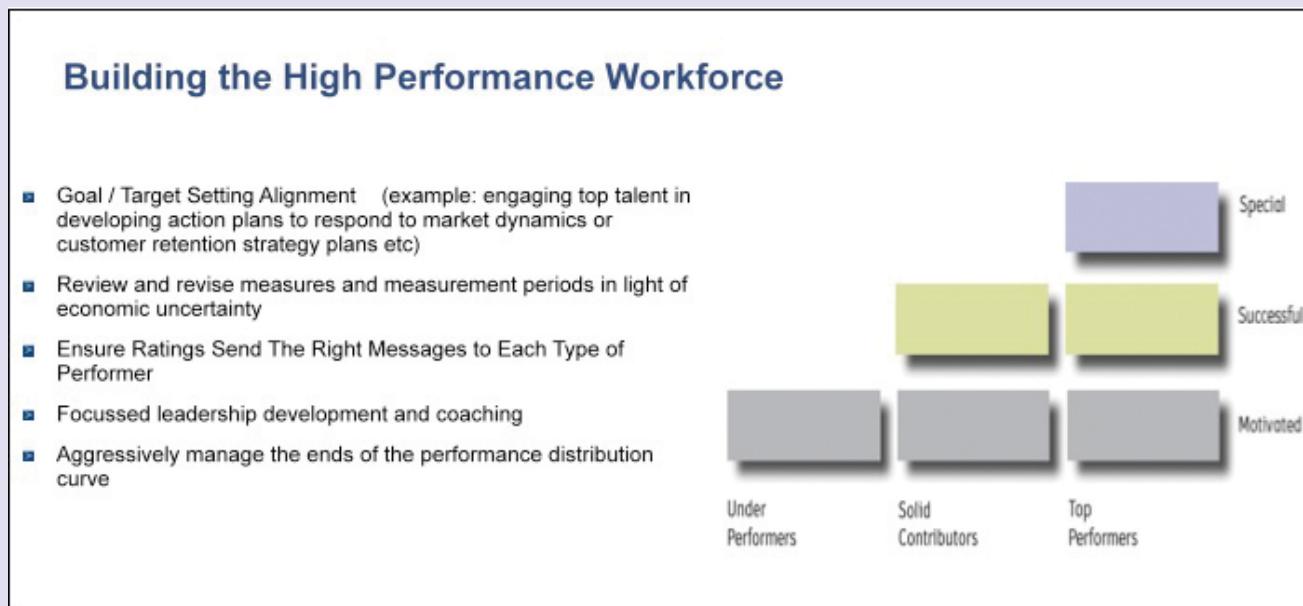 Building the High Performance Workforce
Goal / Target Setting Alignment (example: engaging top talent in
developing action plans to respond to market dynamics or
customer retention strategy plans etc)
Review and revise measures and measurement periods in light of
economic uncertainty
Ensure Ratings Send The Right Messages to Each Type of
Performer
Focussed leadership development and coaching
Aggressively manage the ends of the performance distribution
curve
Special
Successful
Motivated
Under
Performers
Solid
Contributors
Top
Performers